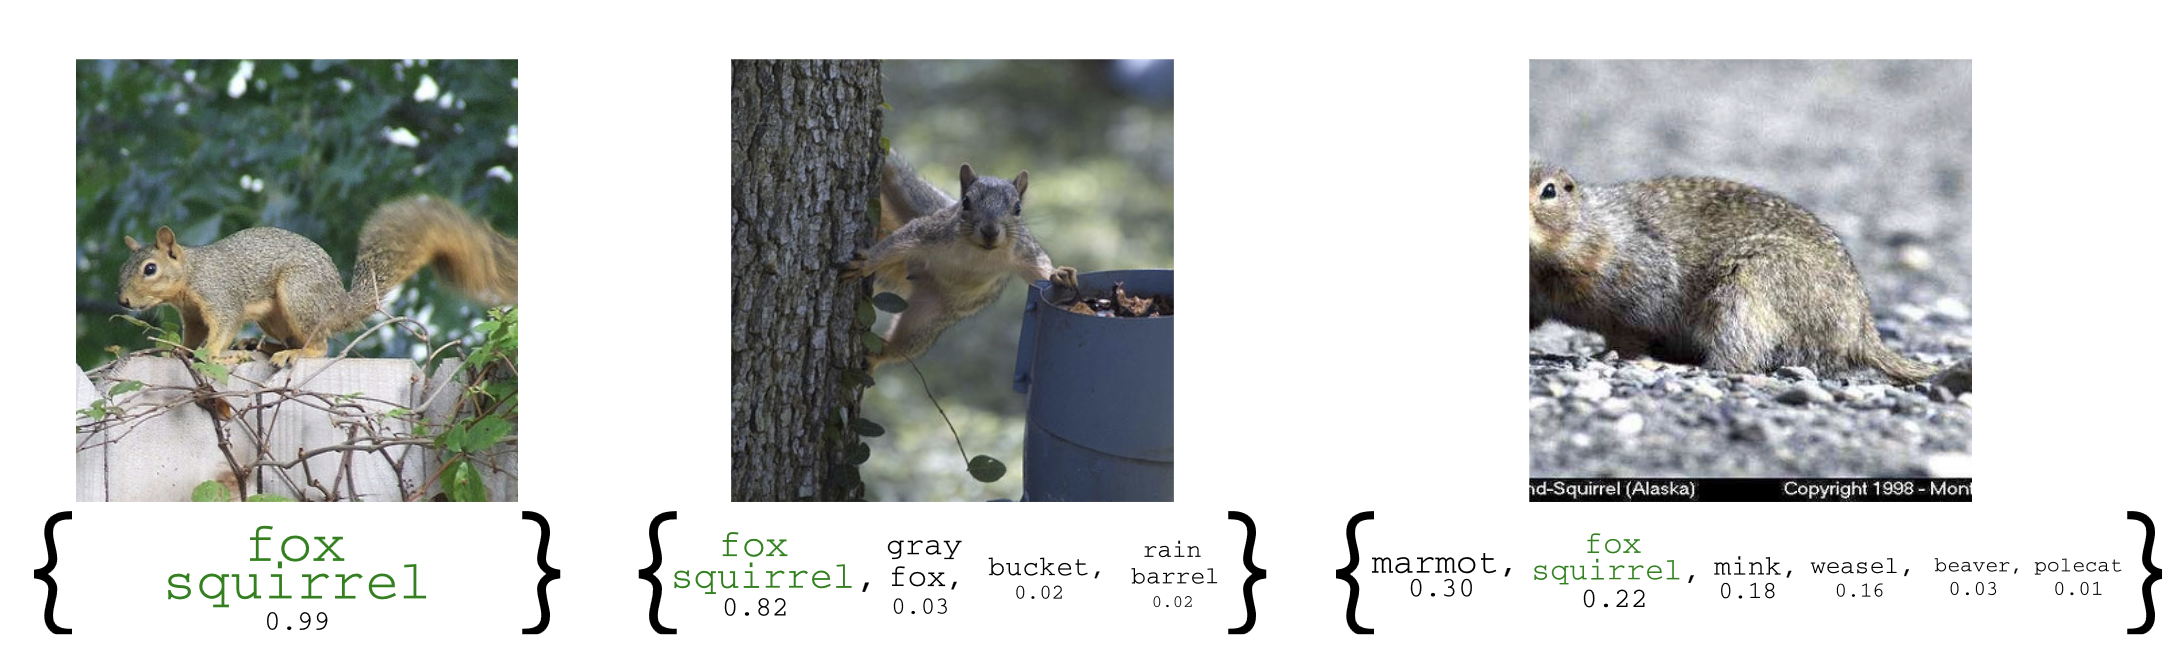 nd-Squirrel (Alaska) Copyright 1998 - Mont
{ fox squirrel 0.99 }
{ fox squirrel, 0.82 gray fox, 0.03 bucket, 0.02 rain barrel 0.02 }
{ marmot, 0.30 fox squirrel, 0.22 mink, 0.18 weasel, 0.16 beaver, 0.03 polecat 0.01 }